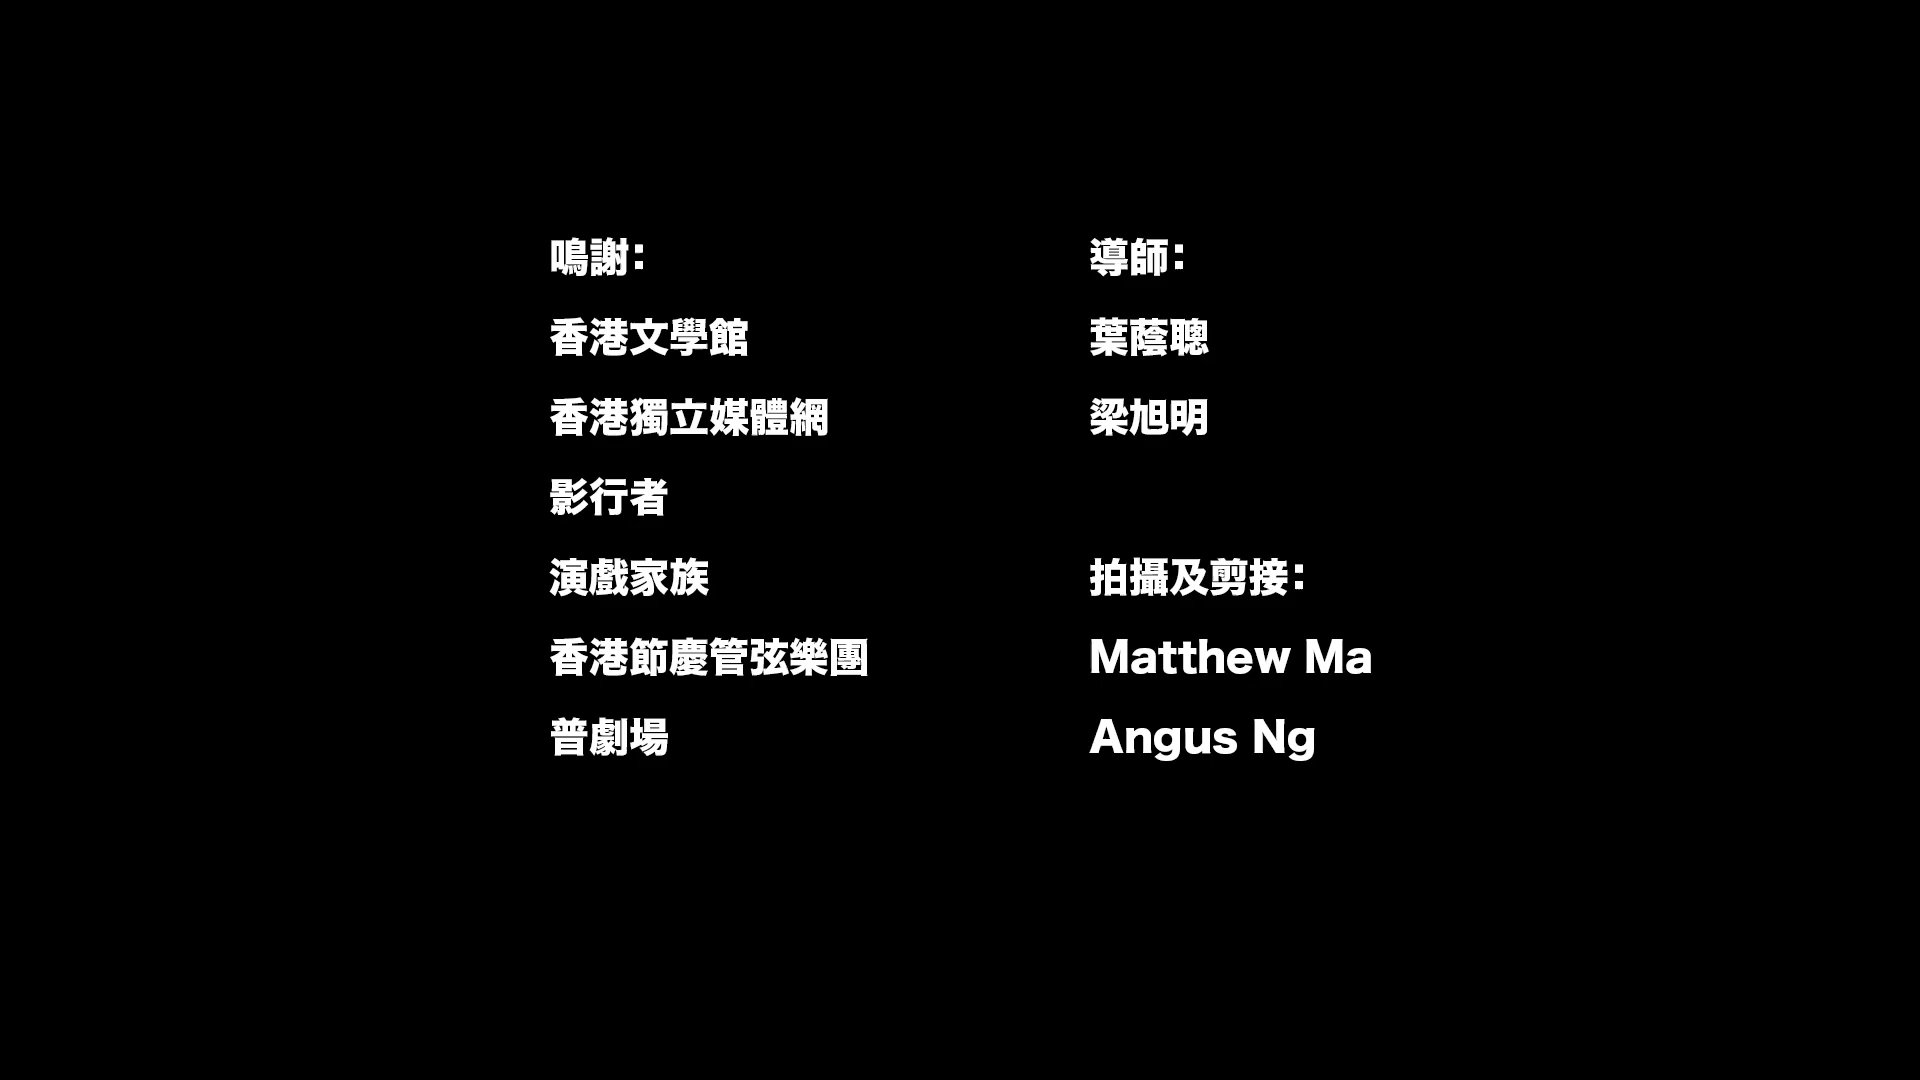 鳴謝：
香港文學館
香港獨立媒體網
影行者
演戲家族
香港節慶管弦樂團
普劇場
導師：
葉蔭聰
梁旭明
拍攝及剪接：
Matthew Ma
Angus Ng